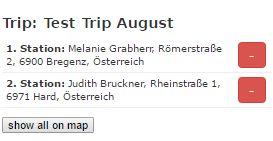 Trip: Test Trip August
1. Station: Melanie Grabherr, Römerstraße
2, 6900 Bregenz, Österreich
-
2. Station: Judith Bruckner, Rheinstraße 1,
6971 Hard, Österreich
-
show all on map